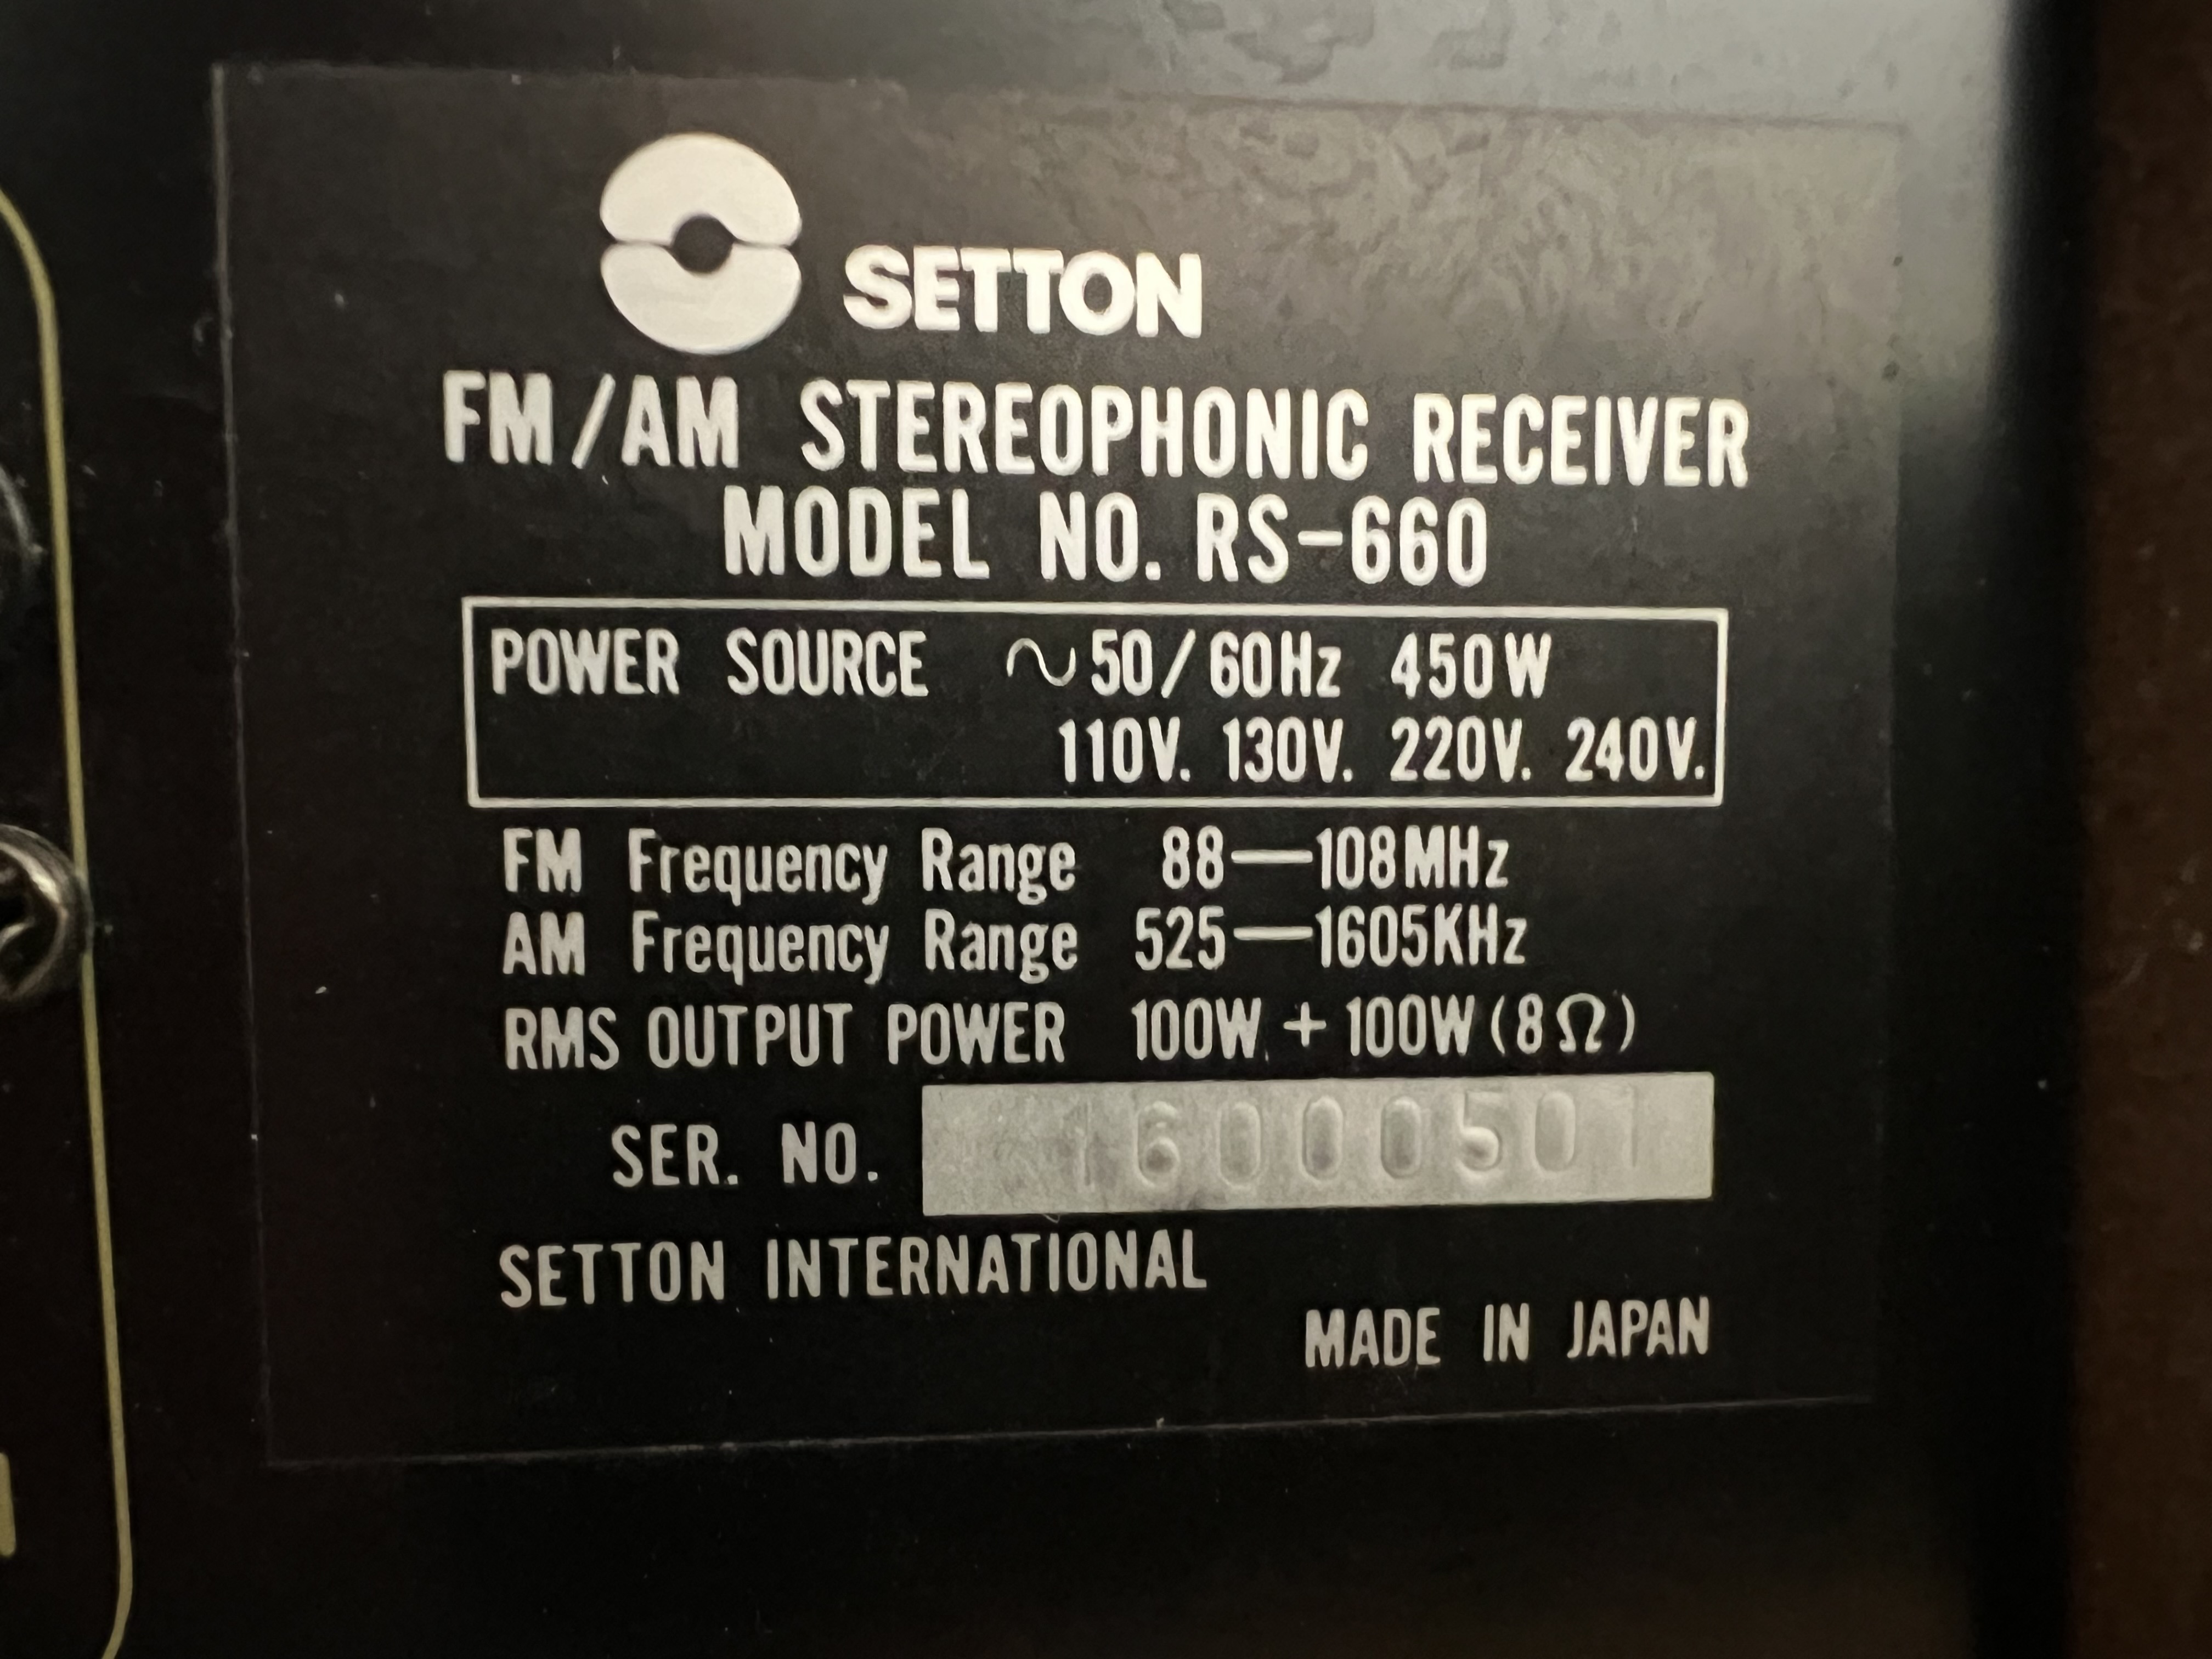 SETTON
FM/AM STEREOPHONIC RECEIVER
MODEL NO. RS-660
POWER SOURCE ∿50/60Hz 450W
110V. 130V. 220V. 240V.
FM Frequency Range 88—108MHz
AM Frequency Range 525—1605KHz
RMS OUTPUT POWER 100W + 100W (8Ω)
SER. NO. 16000501
SETTON INTERNATIONAL
MADE IN JAPAN